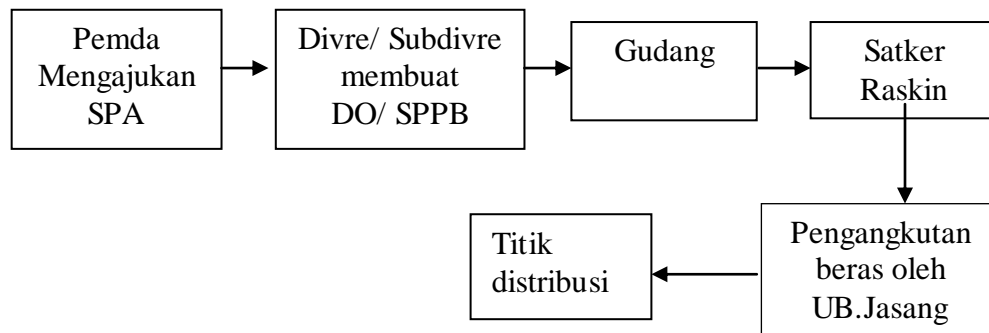 Pemda
Mengajukan
SPA
Divre/ Subdivre
membuat
DO/ SPPB
Gudang
Satker
Raskin
Pengangkutan
beras oleh
UB.Jasang
Titik
distribusi